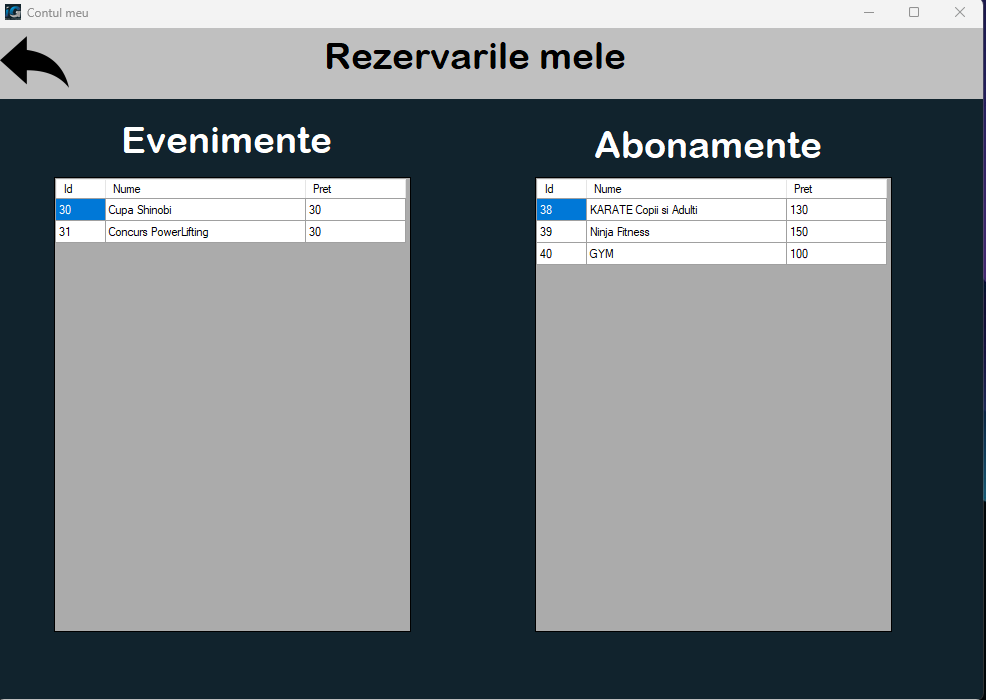 Contul meu
Rezervarile mele
Evenimente
Id Nume Pret
30 Cupa Shinobi 30
31 Concurs PowerLifting 30
Abonamente
Id Nume Pret
38 KARATE Copii si Adulti 130
39 Ninja Fitness 150
40 GYM 100